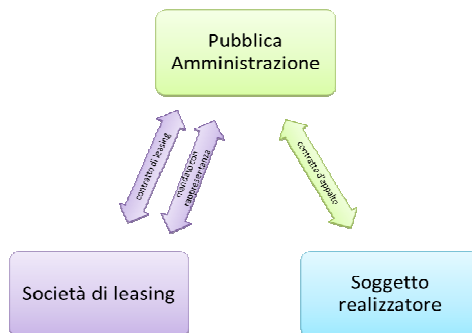 Pubblica
Amministrazione
contratto di leasing
mandato con
rappresentanza
contratto d'appalto
Società di leasing
Soggetto
realizzatore